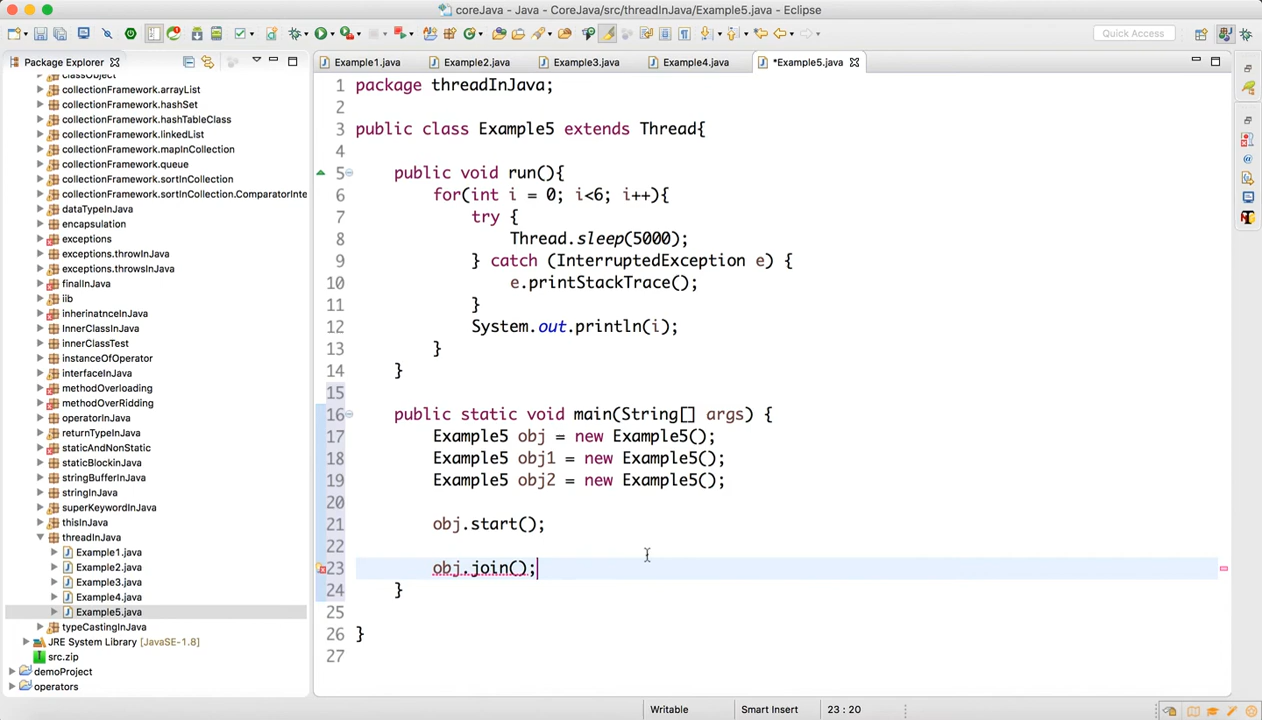 coreJava - Java - CoreJava/src/threadInJava/Example5.java - Eclipse
Quick Access
Package Explorer
Example1.java
Example2.java
Example3.java
Example4.java
*Example5.java
classObject
collectionFramework.arrayList
collectionFramework.hashSet
collectionFramework.hashTableClass
collectionFramework.linkedList
collectionFramework.mapInCollection
collectionFramework.queue
collectionFramework.sortInCollection
collectionFramework.sortInCollection.ComparatorInte
dataTypeInJava
encapsulation
exceptions
exceptions.throwInJava
exceptions.throwsInJava
finalInJava
iib
inherinatnceInJava
InnerClassInJava
innerClassTest
instanceOfOperator
interfaceInJava
methodOverloading
methodOverRidding
operatorInJava
returnTypeInJava
staticAndNonStatic
staticBlockinJava
stringBufferInJava
stringInJava
superKeywordInJava
thisInJava
threadInJava
Example1.java
Example2.java
Example3.java
Example4.java
Example5.java
typeCastingInJava
JRE System Library [JavaSE-1.8]
src.zip
demoProject
operators
1 package threadInJava;
2
3 public class Example5 extends Thread{
4
5 public void run(){
6 for(int i = 0; i<6; i++){
7 try {
8 Thread.sleep(5000);
9 } catch (InterruptedException e) {
10 e.printStackTrace();
11 }
12 System.out.println(i);
13 }
14 }
15
16 public static void main(String[] args) {
17 Example5 obj = new Example5();
18 Example5 obj1 = new Example5();
19 Example5 obj2 = new Example5();
20
21 obj.start();
22
23 obj.join();
24 }
25
26 }
27
Writable
Smart Insert
23 : 20